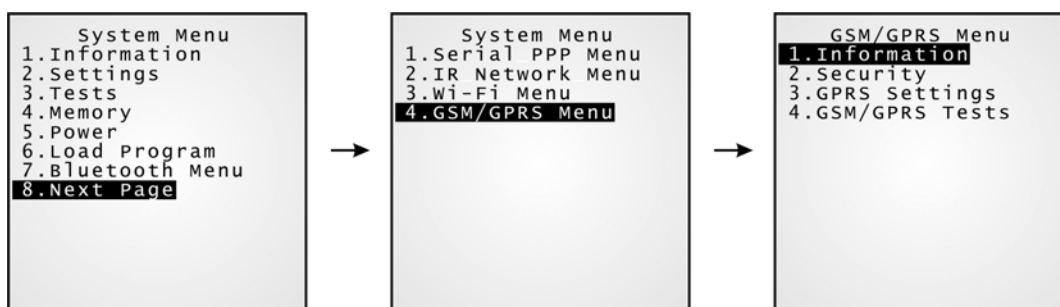 System Menu
1.Information
2.Settings
3.Tests
4.Memory
5.Power
6.Load Program
7.Bluetooth Menu
8.Next Page
System Menu
1.Serial PPP Menu
2.IR Network Menu
3.Wi-Fi Menu
4.GSM/GPRS Menu
GSM/GPRS Menu
1.Information
2.Security
3.GPRS Settings
4.GSM/GPRS Tests